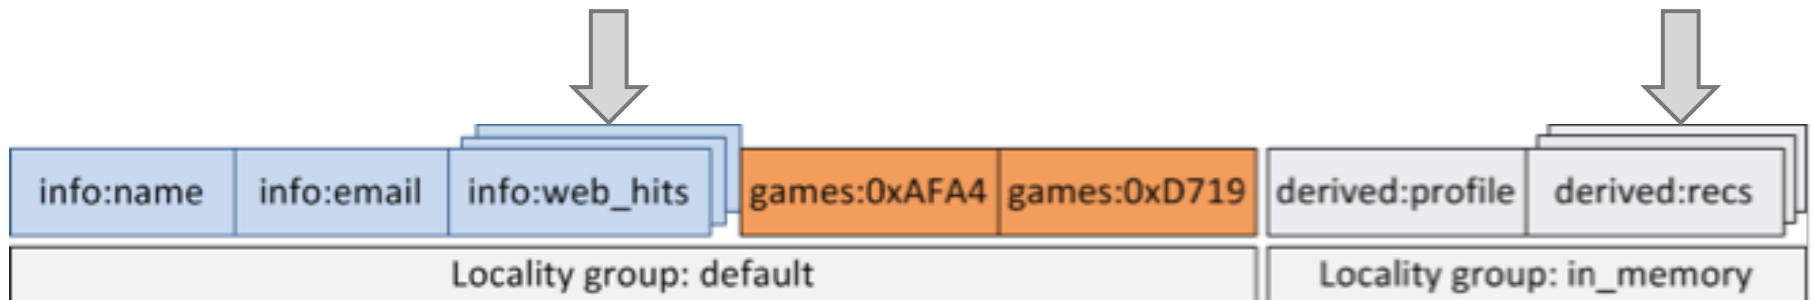 info:name info:email info:web_hits games:0xAFA4 games:0xD719 derived:profile derived:recs
Locality group: default Locality group: in_memory